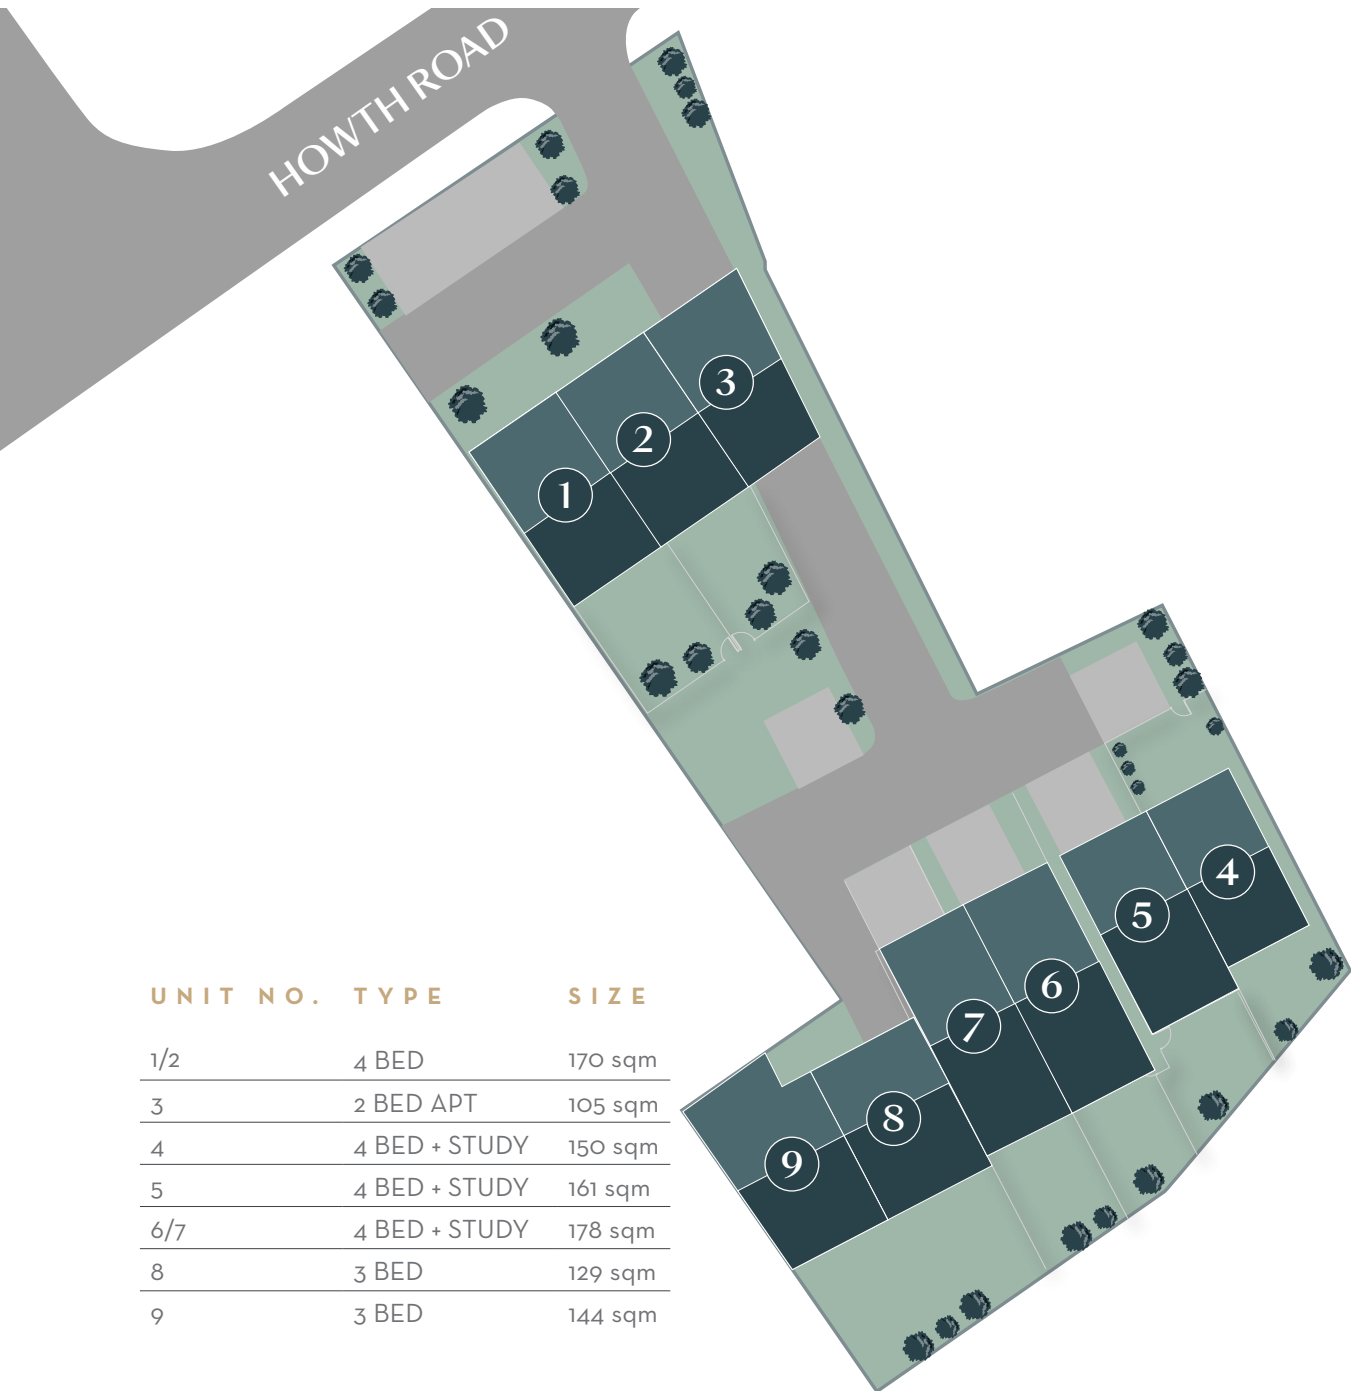 HOWTH ROAD
3
2
1
4
5
6
7
8
9
UNIT NO. TYPE SIZE
1/2 4 BED 170 sqm
3 2 BED APT 105 sqm
4 4 BED + STUDY 150 sqm
5 4 BED + STUDY 161 sqm
6/7 4 BED + STUDY 178 sqm
8 3 BED 129 sqm
9 3 BED 144 sqm